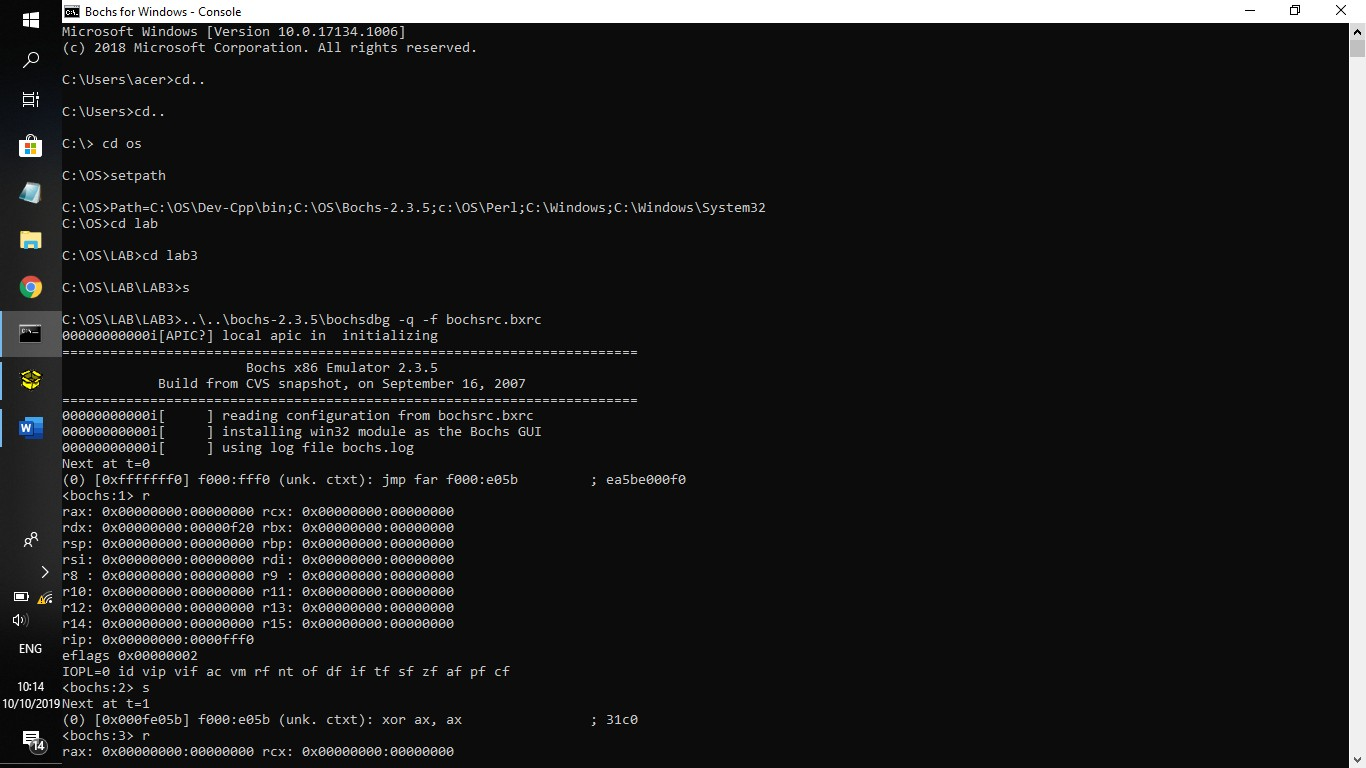 Bochs for Windows - Console
Microsoft Windows [Version 10.0.17134.1006]
(c) 2018 Microsoft Corporation. All rights reserved.
C:\Users\acer>cd..
C:\Users>cd..
C:\> cd os
C:\OS>setpath
C:\OS>Path=C:\OS\Dev-Cpp\bin;C:\OS\Bochs-2.3.5;c:\OS\Perl;C:\Windows;C:\Windows\System32
C:\OS>cd lab
C:\OS\LAB>cd lab3
C:\OS\LAB\LAB3>s
C:\OS\LAB\LAB3>..\..\bochs-2.3.5\bochsdbg -q -f bochsrc.bxrc
00000000000i[APIC?] local apic in  initializing
========================================================================
Bochs x86 Emulator 2.3.5
Build from CVS snapshot, on September 16, 2007
========================================================================
00000000000i[     ] reading configuration from bochsrc.bxrc
00000000000i[     ] installing win32 module as the Bochs GUI
00000000000i[     ] using log file bochs.log
Next at t=0
(0) [0xfffffff0] f000:fff0 (unk. ctxt): jmp far f000:e05b         ; ea5be000f0
<bochs:1> r
rax: 0x00000000:00000000 rcx: 0x00000000:00000000
rdx: 0x00000000:00000f20 rbx: 0x00000000:00000000
rsp: 0x00000000:00000000 rbp: 0x00000000:00000000
rsi: 0x00000000:00000000 rdi: 0x00000000:00000000
r8 : 0x00000000:00000000 r9 : 0x00000000:00000000
r10: 0x00000000:00000000 r11: 0x00000000:00000000
r12: 0x00000000:00000000 r13: 0x00000000:00000000
r14: 0x00000000:00000000 r15: 0x00000000:00000000
rip: 0x00000000:0000fff0
eflags 0x00000002
IOPL=0 id vip vif ac vm rf nt of df if tf sf zf af pf cf
<bochs:2> s
Next at t=1
(0) [0x000fe05b] f000:e05b (unk. ctxt): xor ax, ax                ; 31c0
<bochs:3> r
rax: 0x00000000:00000000 rcx: 0x00000000:00000000
W
ENG
10:14
10/10/2019
14